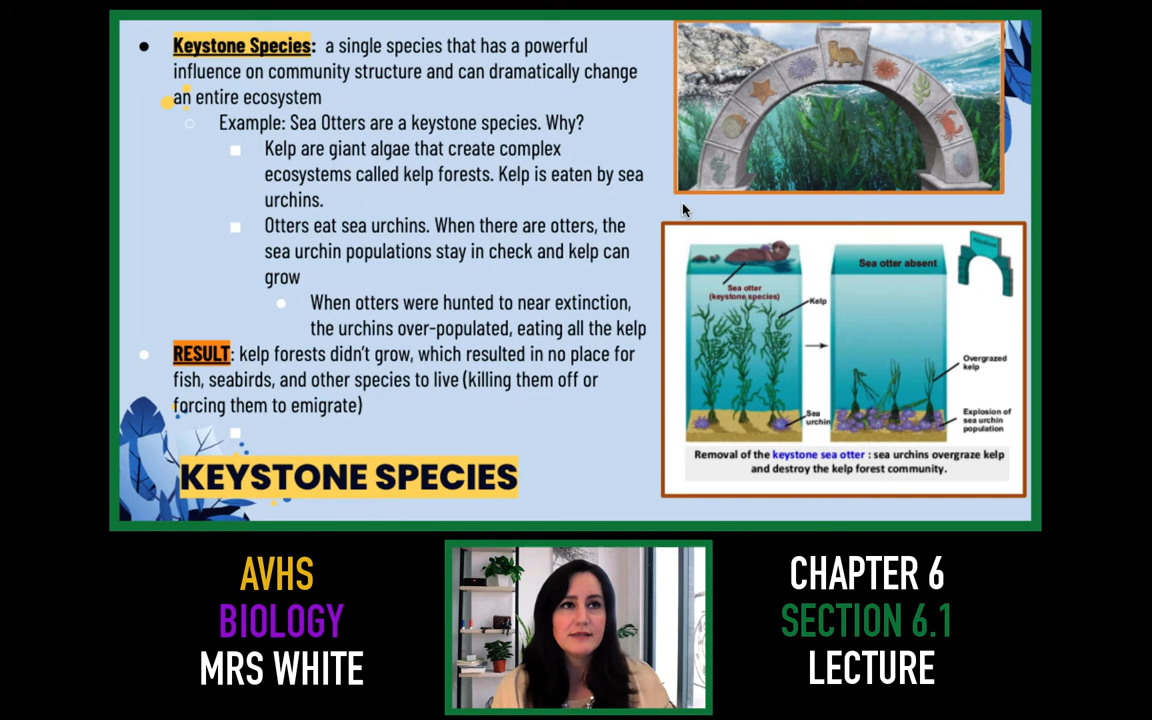 Keystone Species: a single species that has a powerful
influence on community structure and can dramatically change
an entire ecosystem
Example: Sea Otters are a keystone species. Why?
Kelp are giant algae that create complex
ecosystems called kelp forests. Kelp is eaten by sea
urchins.
Otters eat sea urchins. When there are otters, the
sea urchin populations stay in check and kelp can
grow
When otters were hunted to near extinction,
the urchins over-populated, eating all the kelp
RESULT: kelp forests didn't grow, which resulted in no place for
fish, seabirds, and other species to live (killing them off or
forcing them to emigrate)
KEYSTONE SPECIES
Sea otter
(keystone species)
Kelp
Sea
urchin
Sea otter absent
Keystone
Overgrazed
kelp
Explosion of
sea urchin
population
Removal of the keystone sea otter : sea urchins overgraze kelp
and destroy the kelp forest community.
AVHS
BIOLOGY
MRS WHITE
CHAPTER 6
SECTION 6.1
LECTURE